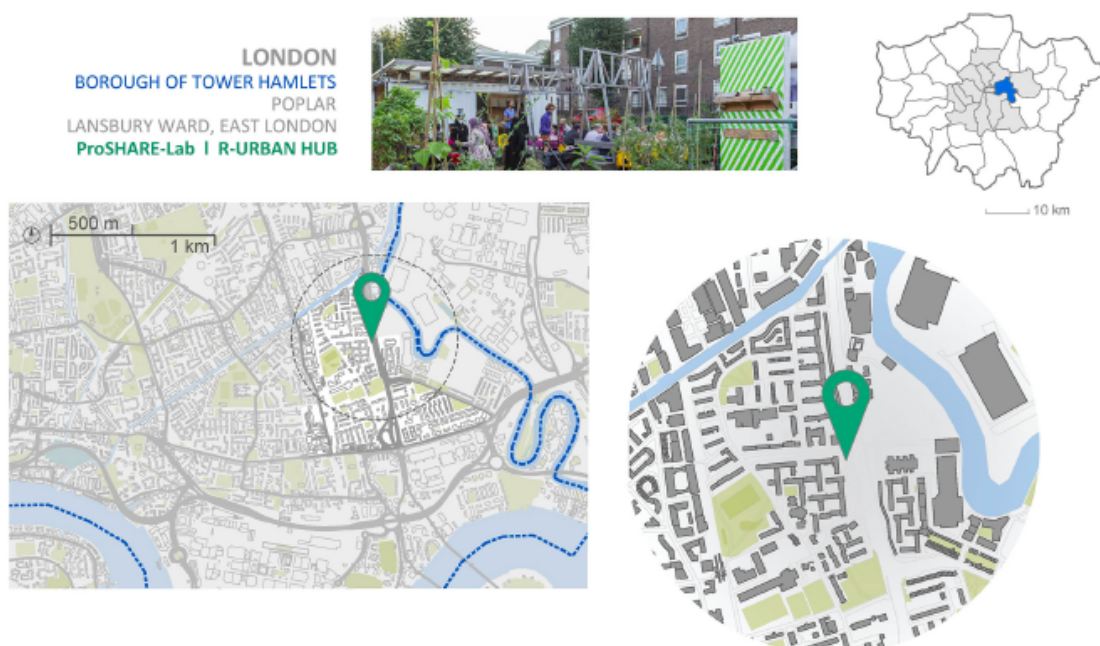 LONDON
BOROUGH OF TOWER HAMLETS
POPLAR
LANSBURY WARD, EAST LONDON
ProSHARE-Lab I R-URBAN HUB
10 km
500 m
1 km